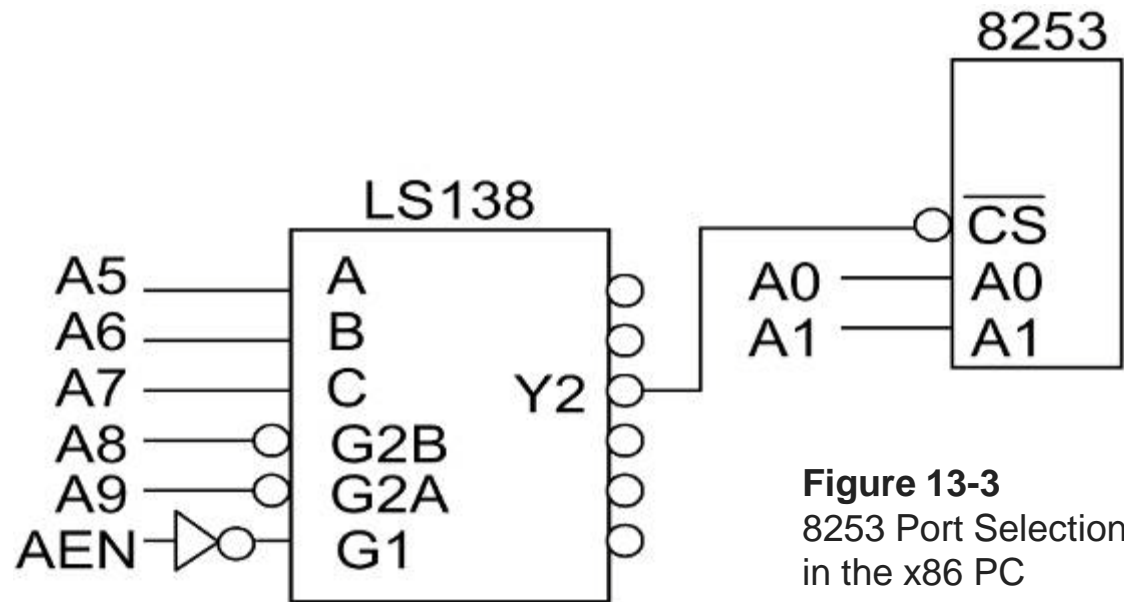 8253
LS138
A5
A6
A7
A8
A9
AEN
A
B
C
G2B
G2A
G1
Y2
A0
A1
CS
A0
A1
Figure 13-3
8253 Port Selection
in the x86 PC